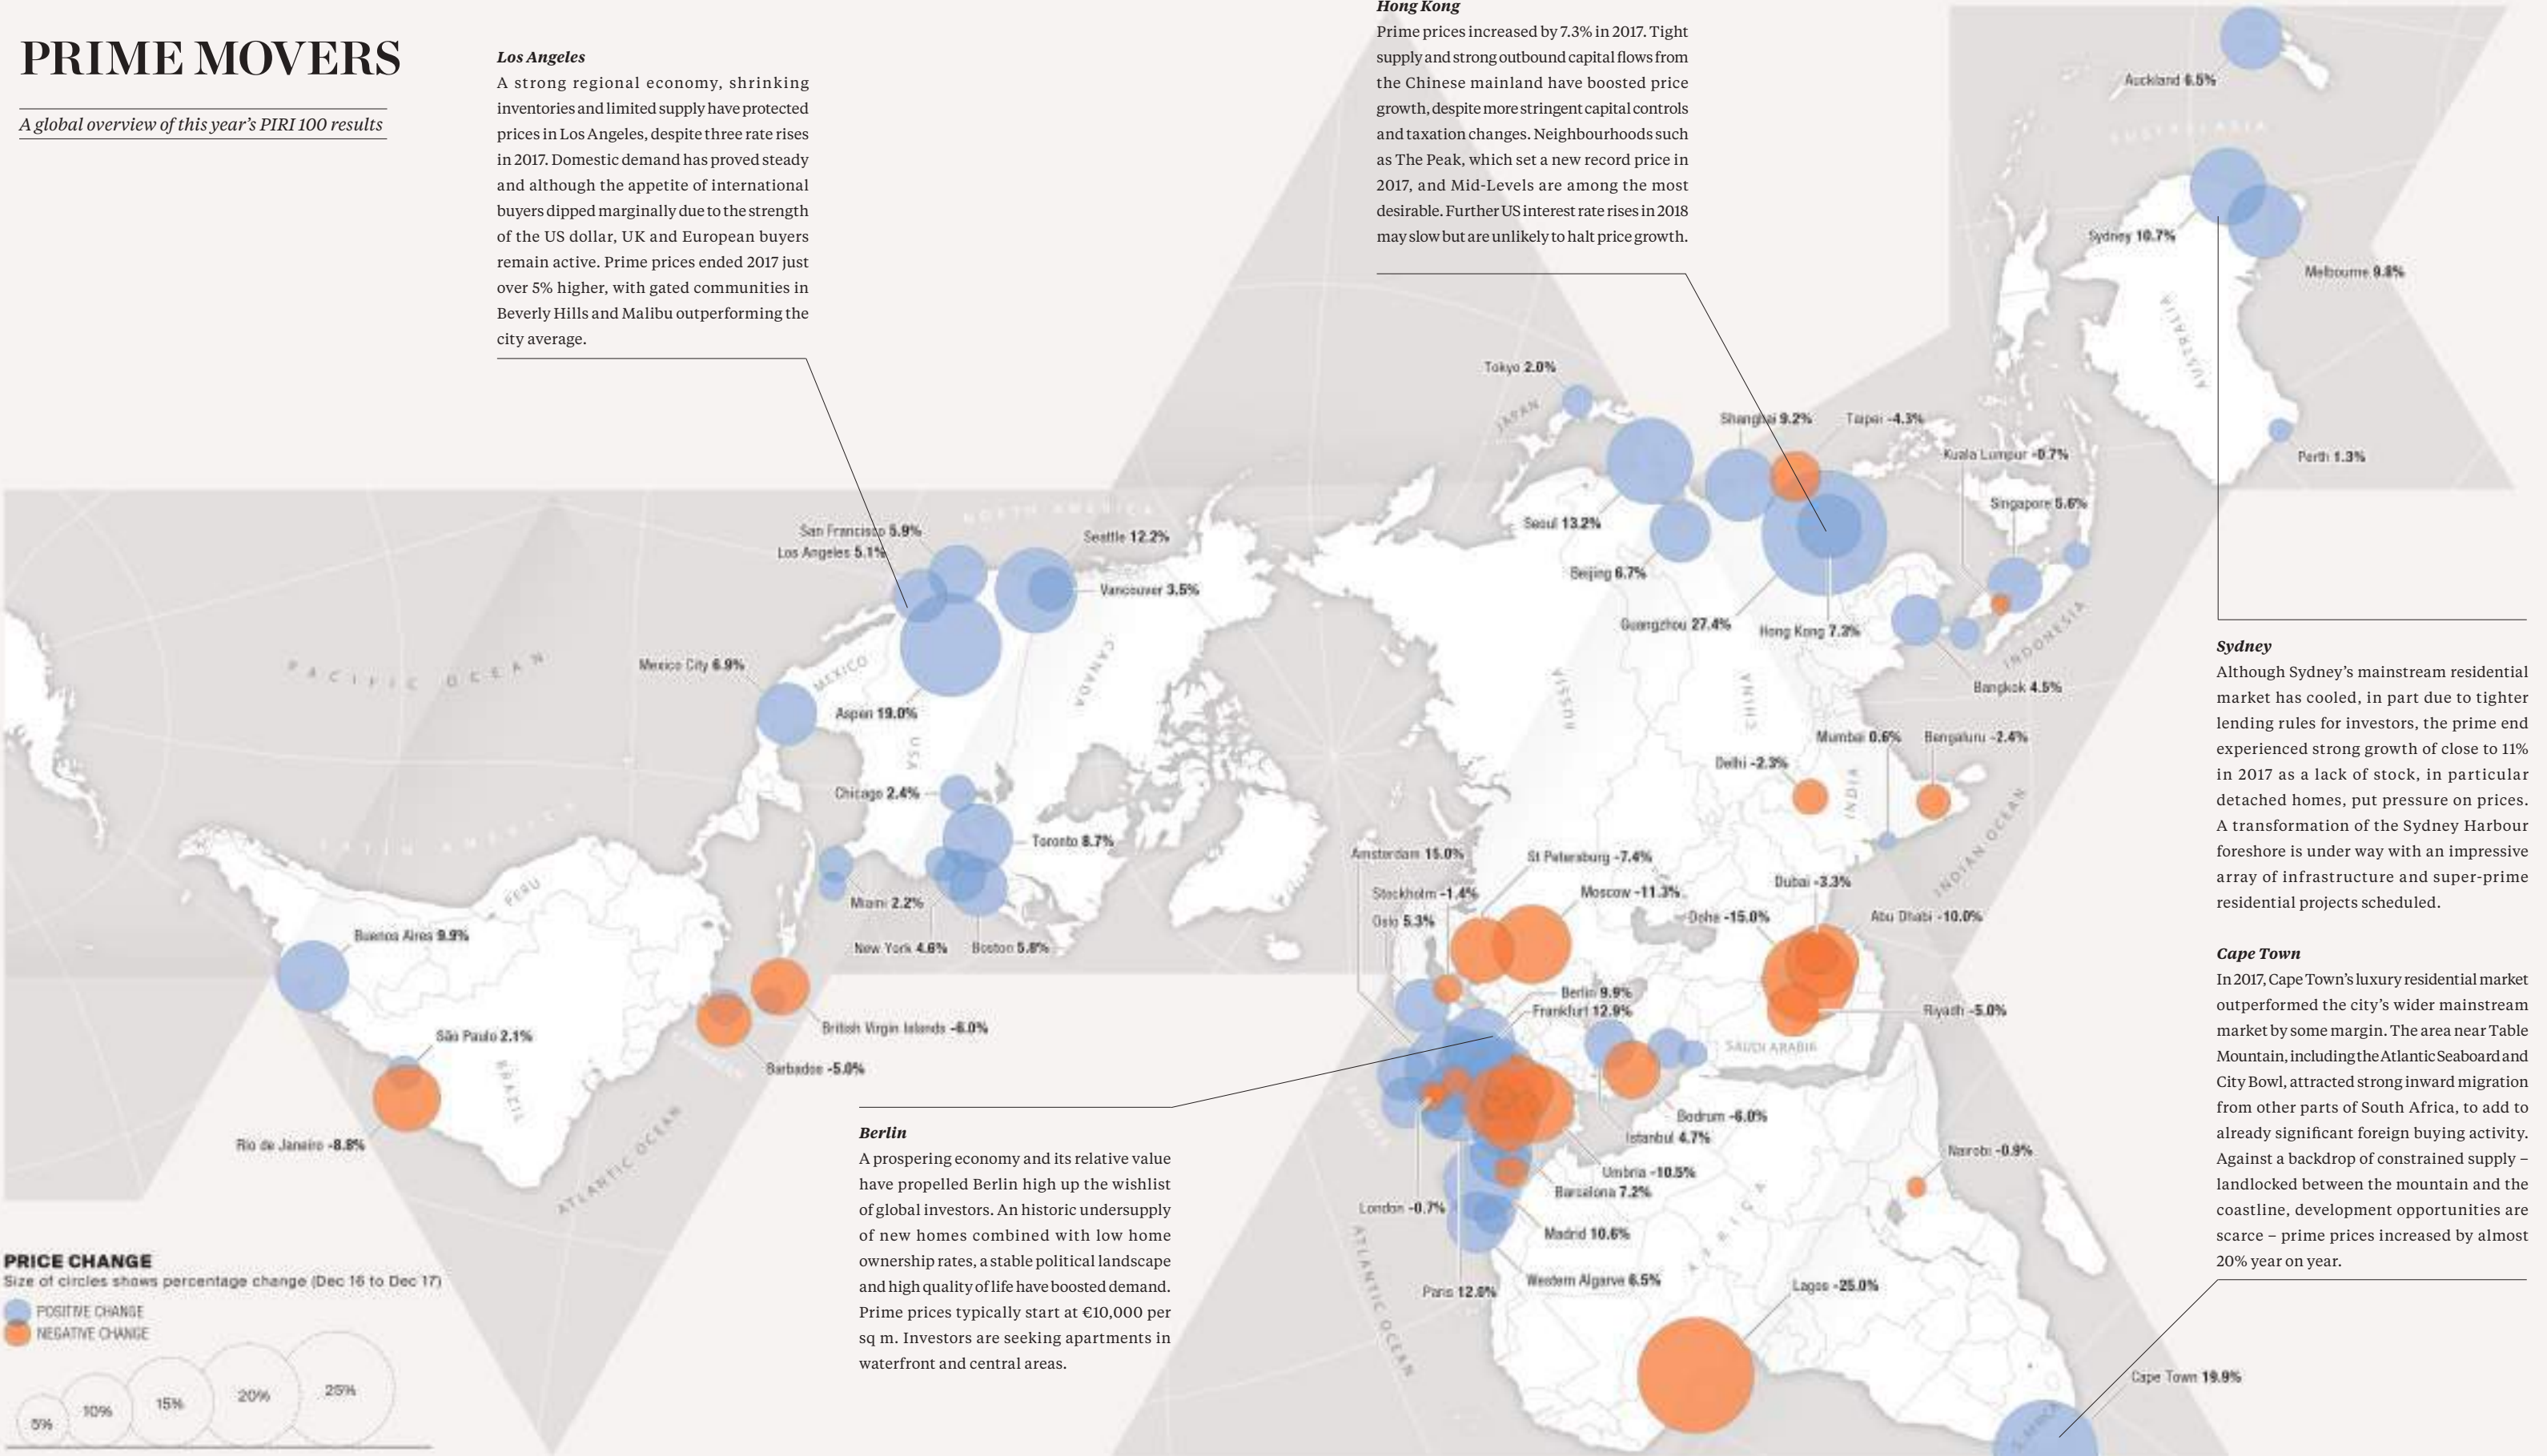 PRIME MOVERS
A global overview of this year's PIRI 100 results
Los Angeles
A strong regional economy, shrinking
inventories and limited supply have protected
prices in Los Angeles, despite three rate rises
in 2017. Domestic demand has proved steady
and although the appetite of international
buyers dipped marginally due to the strength
of the US dollar, UK and European buyers
remain active. Prime prices ended 2017 just
over 5% higher, with gated communities in
Beverly Hills and Malibu outperforming the
city average.
Hong Kong
Prime prices increased by 7.3% in 2017. Tight
supply and strong outbound capital flows from
the Chinese mainland have boosted price
growth, despite more stringent capital controls
and taxation changes. Neighbourhoods such
as The Peak, which set a new record price in
2017, and Mid-Levels are among the most
desirable. Further US interest rate rises in 2018
may slow but are unlikely to halt price growth.
Auckland 6.5%
AUSTRALASIA
Sydney 10.7%
Melbourne 9.8%
AUSTRALIA
Perth 1.3%
Tokyo 2.0%
JAPAN
Shanghai 9.2%
Taipei -4.3%
Kuala Lumpur -0.7%
Singapore 5.6%
Seoul 13.2%
Beijing 6.7%
Guangzhou 27.4%
Hong Kong 7.3%
INDONESIA
Bangkok 4.5%
NORTH AMERICA
San Francisco 5.9%
Los Angeles 5.1%
Seattle 12.2%
Vancouver 3.5%
PACIFIC OCEAN
Mexico City 6.9%
MEXICO
Aspen 19.0%
CANADA
USA
RUSSIA
CHINA
Mumbai 0.6%
Bengaluru -2.4%
Delhi -2.3%
INDIA
INDIAN OCEAN
Chicago 2.4%
Toronto 8.7%
LATIN AMERICA
PERU
Miami 2.2%
New York 4.6%
Boston 5.8%
Buenos Aires 9.9%
São Paulo 2.1%
BRAZIL
Rio de Janeiro -8.8%
British Virgin Islands -6.0%
CARIBBEAN
Barbados -5.0%
ATLANTIC OCEAN
Amsterdam 15.0%
St Petersburg -7.4%
Stockholm -1.4%
Moscow -11.3%
Oslo 5.3%
Dubai -3.3%
Doha -15.0%
Abu Dhabi -10.0%
Berlin 9.9%
Frankfurt 12.9%
Riyadh -5.0%
SAUDI ARABIA
EUROPE
Bodrum -6.0%
Istanbul 4.7%
Umbria -10.5%
Barcelona 7.2%
London -0.7%
Madrid 10.6%
Nairobi -0.9%
AFRICA
Western Algarve 6.5%
Paris 12.0%
Lagos -25.0%
ATLANTIC OCEAN
S AFRICA
Cape Town 19.9%
Berlin
A prospering economy and its relative value
have propelled Berlin high up the wishlist
of global investors. An historic undersupply
of new homes combined with low home
ownership rates, a stable political landscape
and high quality of life have boosted demand.
Prime prices typically start at €10,000 per
sq m. Investors are seeking apartments in
waterfront and central areas.
Sydney
Although Sydney's mainstream residential
market has cooled, in part due to tighter
lending rules for investors, the prime end
experienced strong growth of close to 11%
in 2017 as a lack of stock, in particular
detached homes, put pressure on prices.
A transformation of the Sydney Harbour
foreshore is under way with an impressive
array of infrastructure and super-prime
residential projects scheduled.
Cape Town
In 2017, Cape Town's luxury residential market
outperformed the city's wider mainstream
market by some margin. The area near Table
Mountain, including the Atlantic Seaboard and
City Bowl, attracted strong inward migration
from other parts of South Africa, to add to
already significant foreign buying activity.
Against a backdrop of constrained supply –
landlocked between the mountain and the
coastline, development opportunities are
scarce – prime prices increased by almost
20% year on year.
PRICE CHANGE
Size of circles shows percentage change (Dec 16 to Dec 17)
POSITIVE CHANGE
NEGATIVE CHANGE
5%
10%
15%
20%
25%